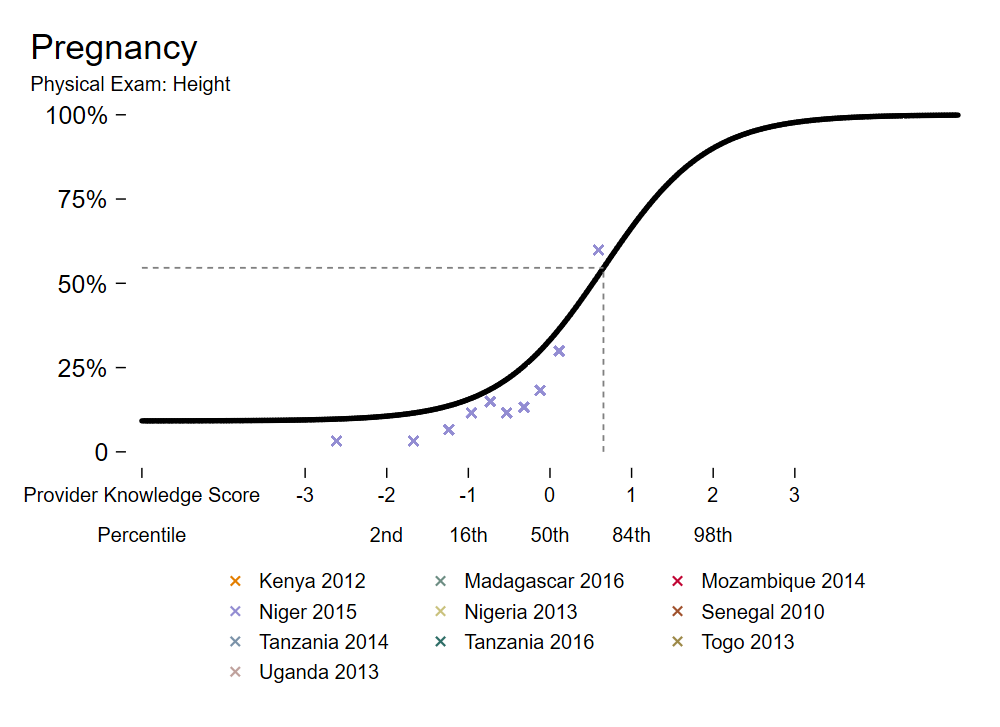 Pregnancy
Physical Exam: Height
100%
75%
50%
25%
0
Provider Knowledge Score -3 -2 -1 0 1 2 3
Percentile 2nd 16th 50th 84th 98th
Kenya 2012 Madagascar 2016 Mozambique 2014
Niger 2015 Nigeria 2013 Senegal 2010
Tanzania 2014 Tanzania 2016 Togo 2013
Uganda 2013